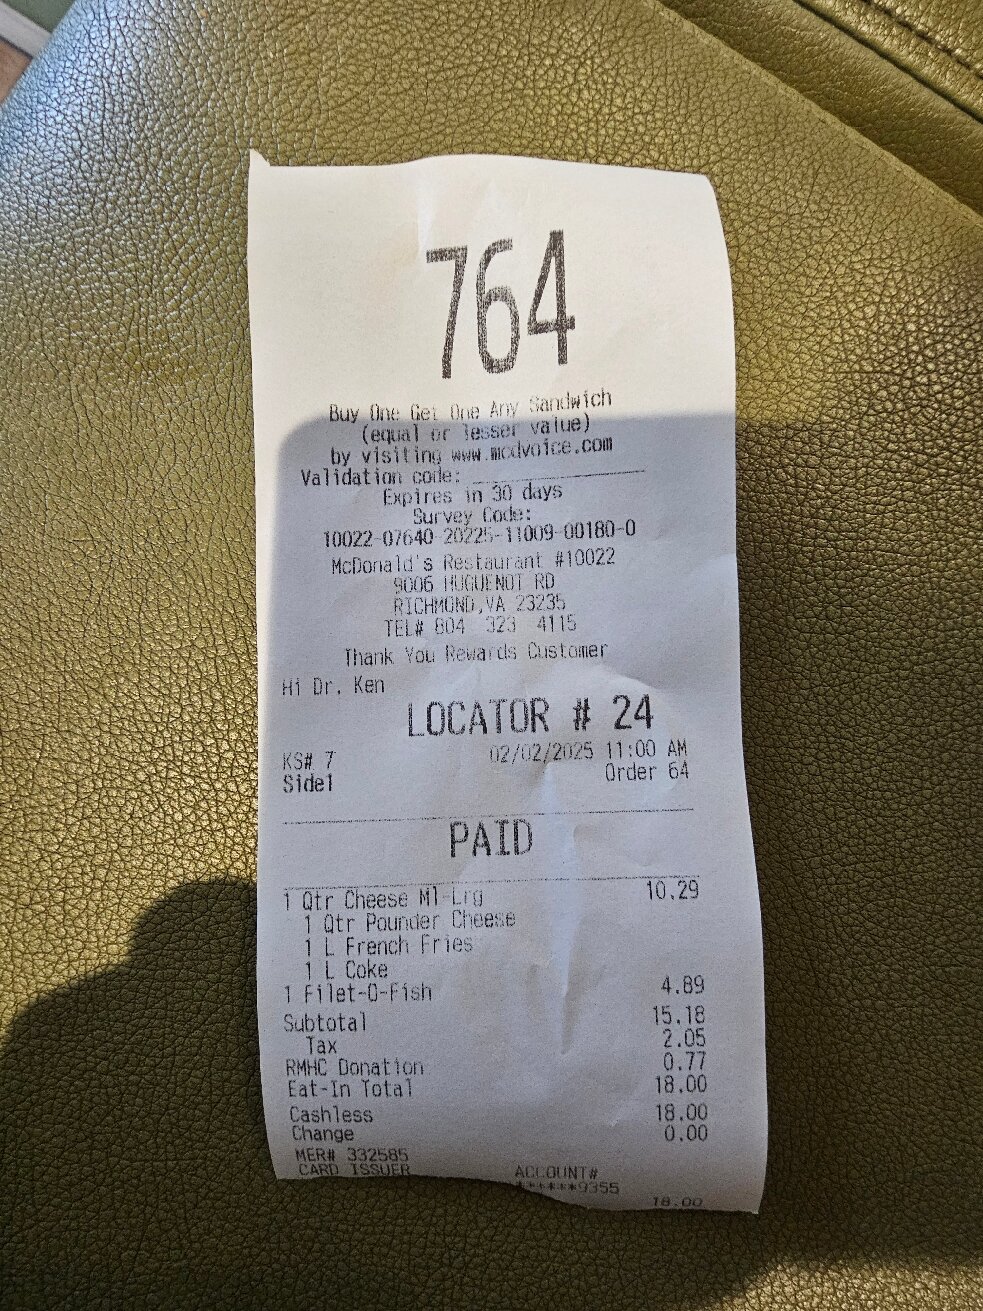 764
Buy One Get One Any Sandwich
(equal or lesser value)
by visiting www.mcdvoice.com
Validation code:
Expires in 30 days
Survey Code:
10022-07640-20225-11009-00180-0
McDonald's Restaurant #10022
9006 HUGUENOT RD
RICHMOND,VA 23235
TEL# 804 323 4115
Thank You Rewards Customer
Hi Dr. Ken
LOCATOR # 24
KS# 7 02/02/2025 11:00 AM
Side1 Order 64
PAID
1 Qtr Cheese Ml-Lrg 10.29
1 Qtr Pounder Cheese
1 L French Fries
1 L Coke
1 Filet-O-Fish 4.89
Subtotal 15.18
Tax 2.05
RMHC Donation 0.77
Eat-In Total 18.00
Cashless 18.00
Change 0.00
MER# 332585
CARD ISSUER ACCOUNT#
******9355
18.00